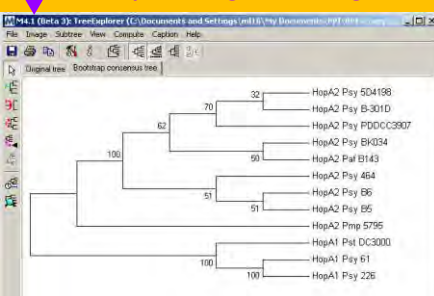 M4.1 (Beta 3): TreeExplorer (C:\Documents and Settings\md16\My Documents
File Image Subtree View Compute Caption Help
Original tree Bootstrap consensus tree
32 HopA2 Psy 5D4198
70 HopA2 Psy B-301D
62 HopA2 Psy PDDCC3907
HopA2 Psy BK034
100 50 HopA2 Paf B143
HopA2 Psy 464
51 HopA2 Psy B6
51 HopA2 Psy B5
HopA2 Pmp 5795
HopA1 Pst DC3000
100 HopA1 Psy 61
100 HopA1 Psy 226